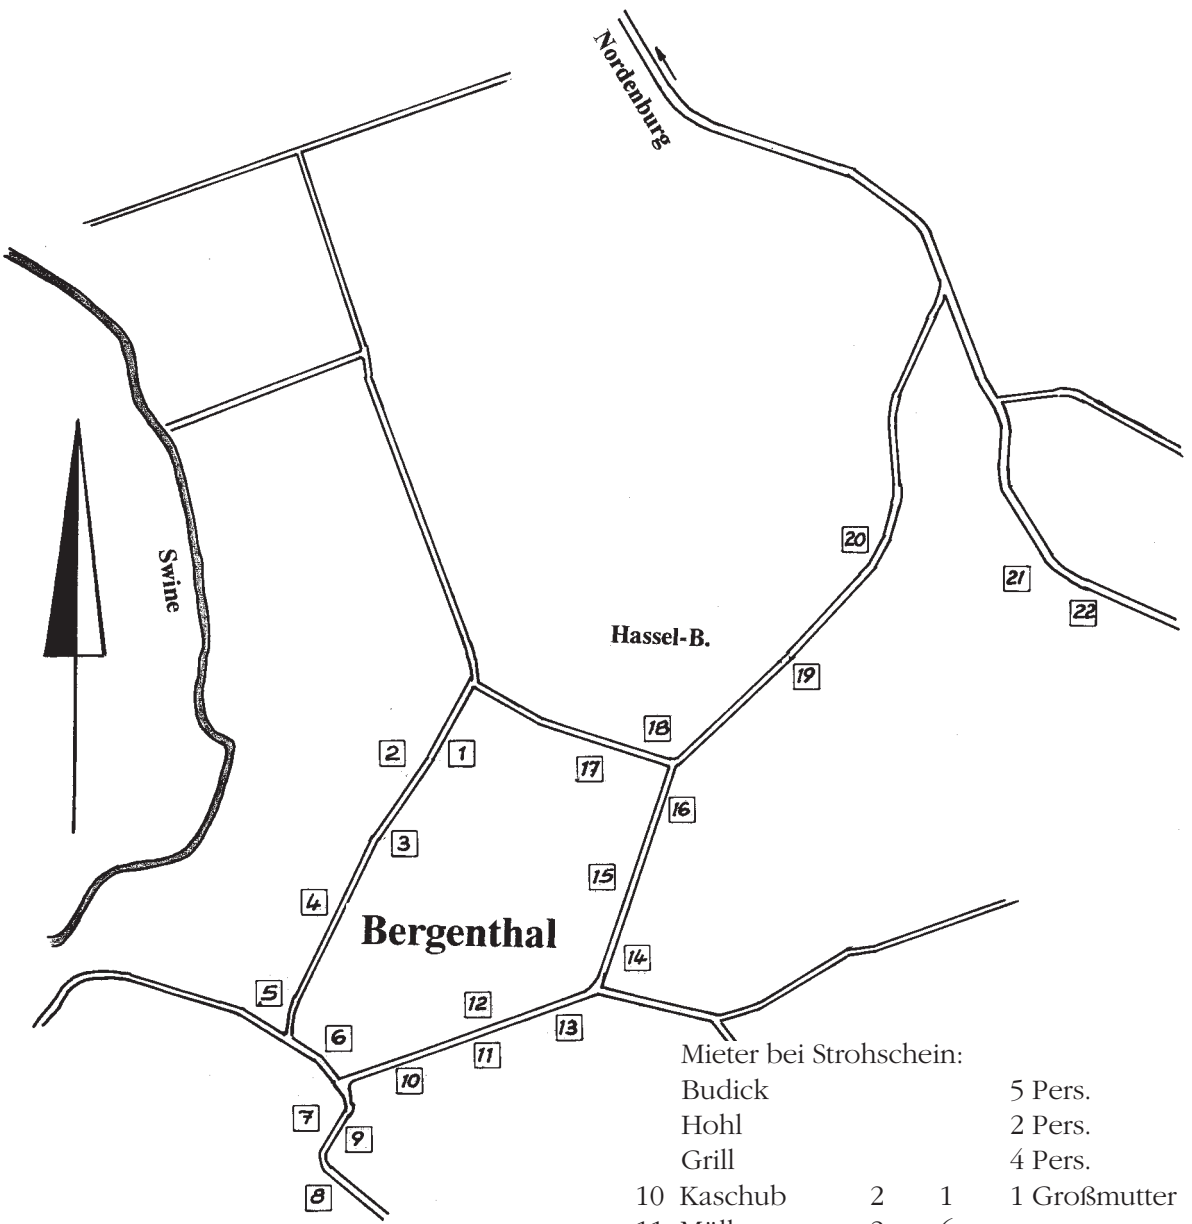 Nordenburg
Swine
Hassel-B.
20
21
22
19
18
2
1
17
16
3
15
4
Bergenthal
14
5
12
13
6
11
10
7
9
8
Mieter bei Strohschein:
Budick 5 Pers.
Hohl 2 Pers.
Grill 4 Pers.
10 Kaschub 2 1 1 Großmutter